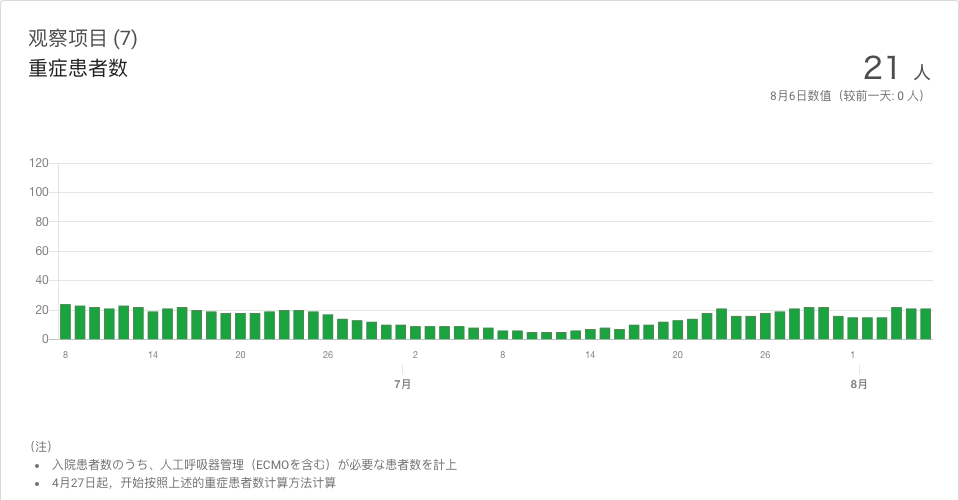 观察项目 (7)
重症患者数
21 人
8月6日数值（较前一天: 0 人）
120
100
80
60
40
20
0
8 14 20 26 2 8 14 20 26 1
7月 8月
（注）
• 入院患者数のうち、人工呼吸器管理（ECMOを含む）が必要な患者数を計上
• 4月27日起，开始按照上述的重症患者数计算方法计算